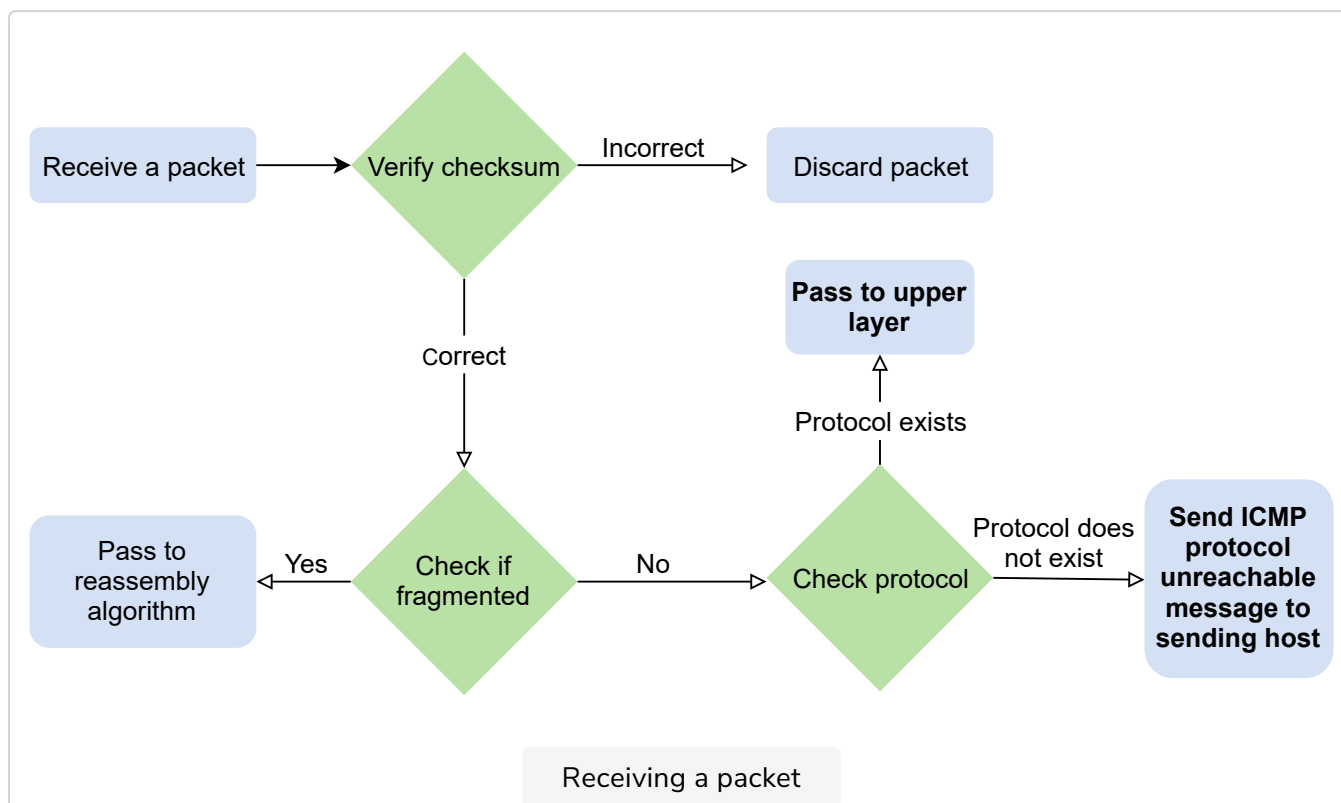 Receive a packet
Verify checksum
Incorrect
Discard packet
Pass to upper
layer
Correct
Protocol exists
Pass to
reassembly
algorithm
Yes
Check if
fragmented
No
Check protocol
Protocol does
not exist
Send ICMP
protocol
unreachable
message to
sending host
Receiving a packet